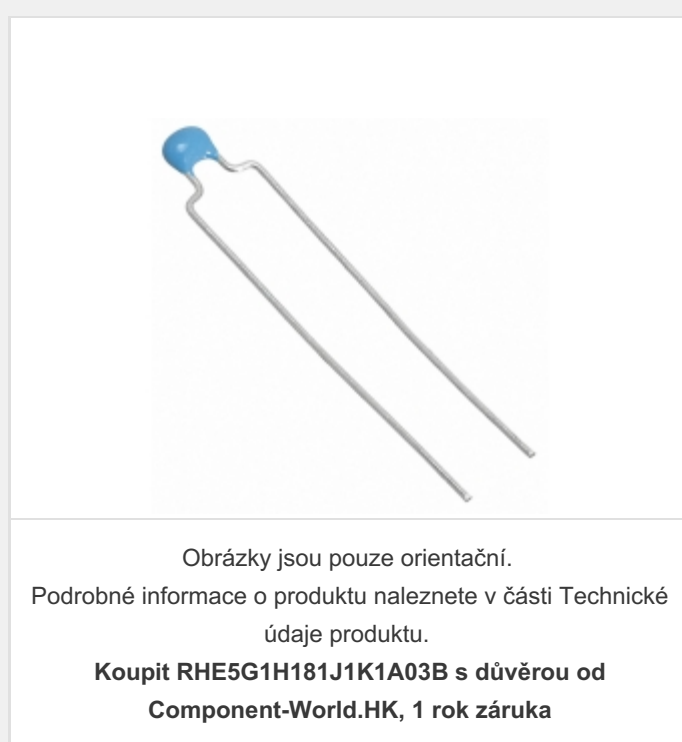 Obrázky jsou pouze orientační.
Podrobné informace o produktu naleznete v části Technické
údaje produktu.
Koupit RHE5G1H181J1K1A03B s důvěrou od
Component-World.HK, 1 rok záruka